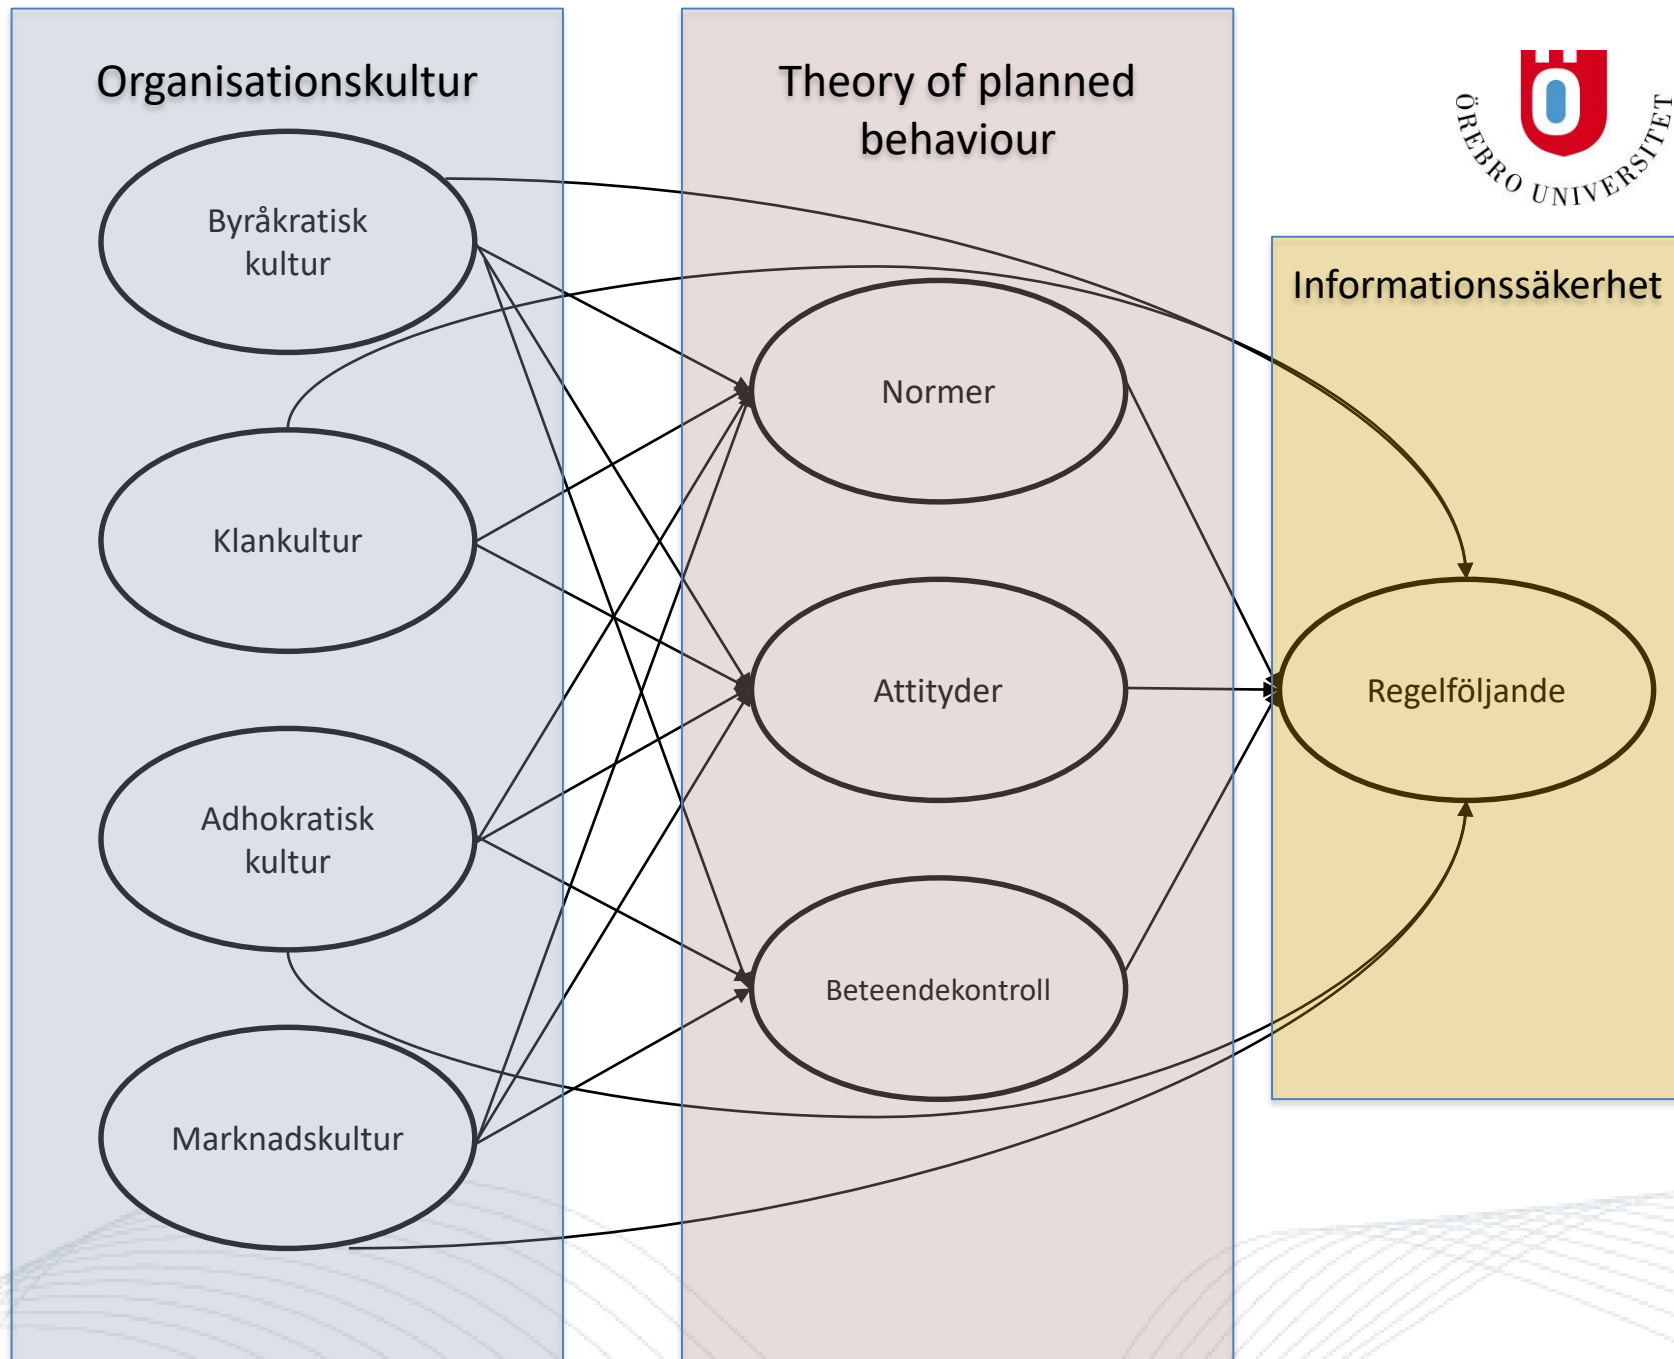 Organisationskultur
Byråkratisk
kultur
Klankultur
Adhokratisk
kultur
Marknadskultur
Theory of planned
behaviour
Normer
Attityder
Beteendekontroll
ÖREBRO UNIVERSITET
Informationssäkerhet
Regelföljande